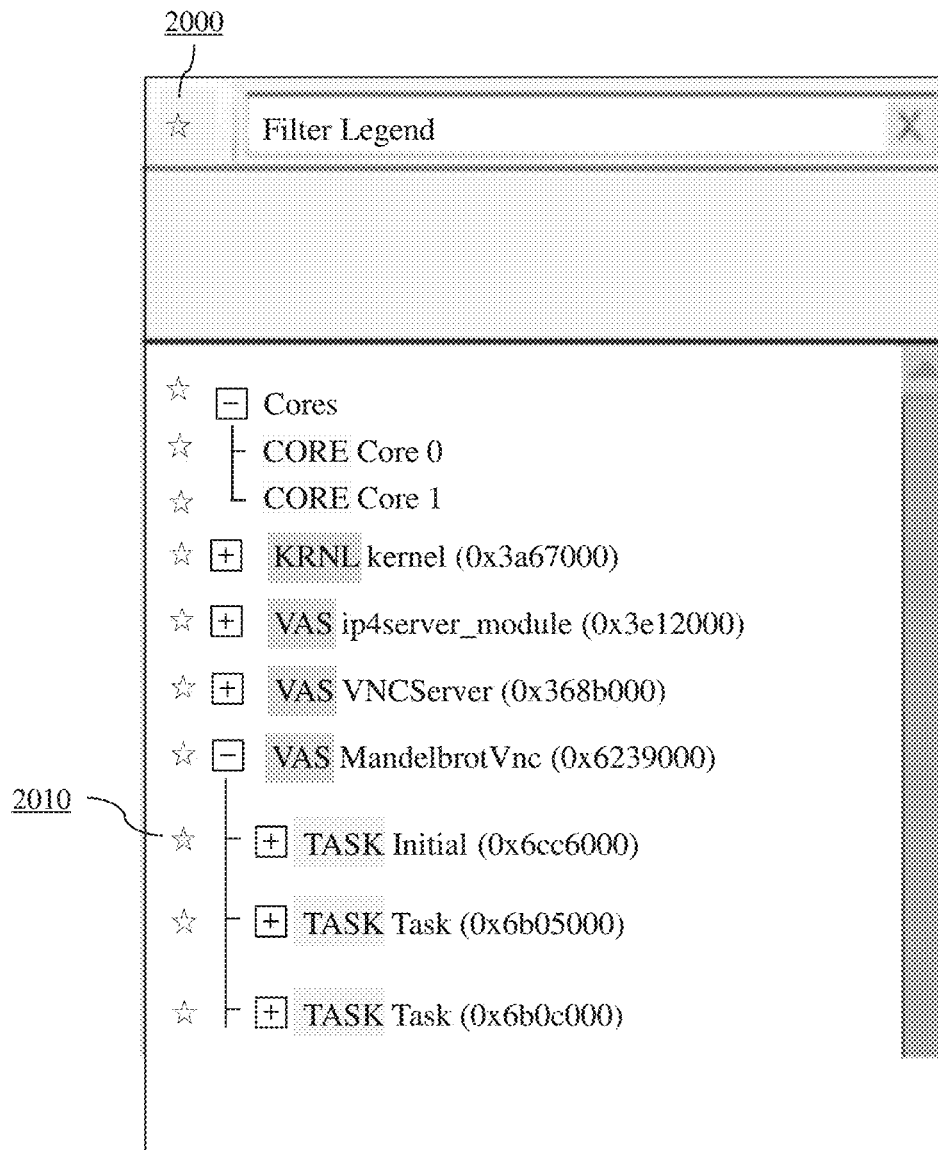 2000
Filter Legend
Cores
CORE Core 0
CORE Core 1
KRNL kernel (0x3a67000)
VAS ip4server_module (0x3e12000)
VAS VNCServer (0x368b000)
VAS MandelbrotVnc (0x6239000)
2010
TASK Initial (0x6cc6000)
TASK Task (0x6b05000)
TASK Task (0x6b0c000)